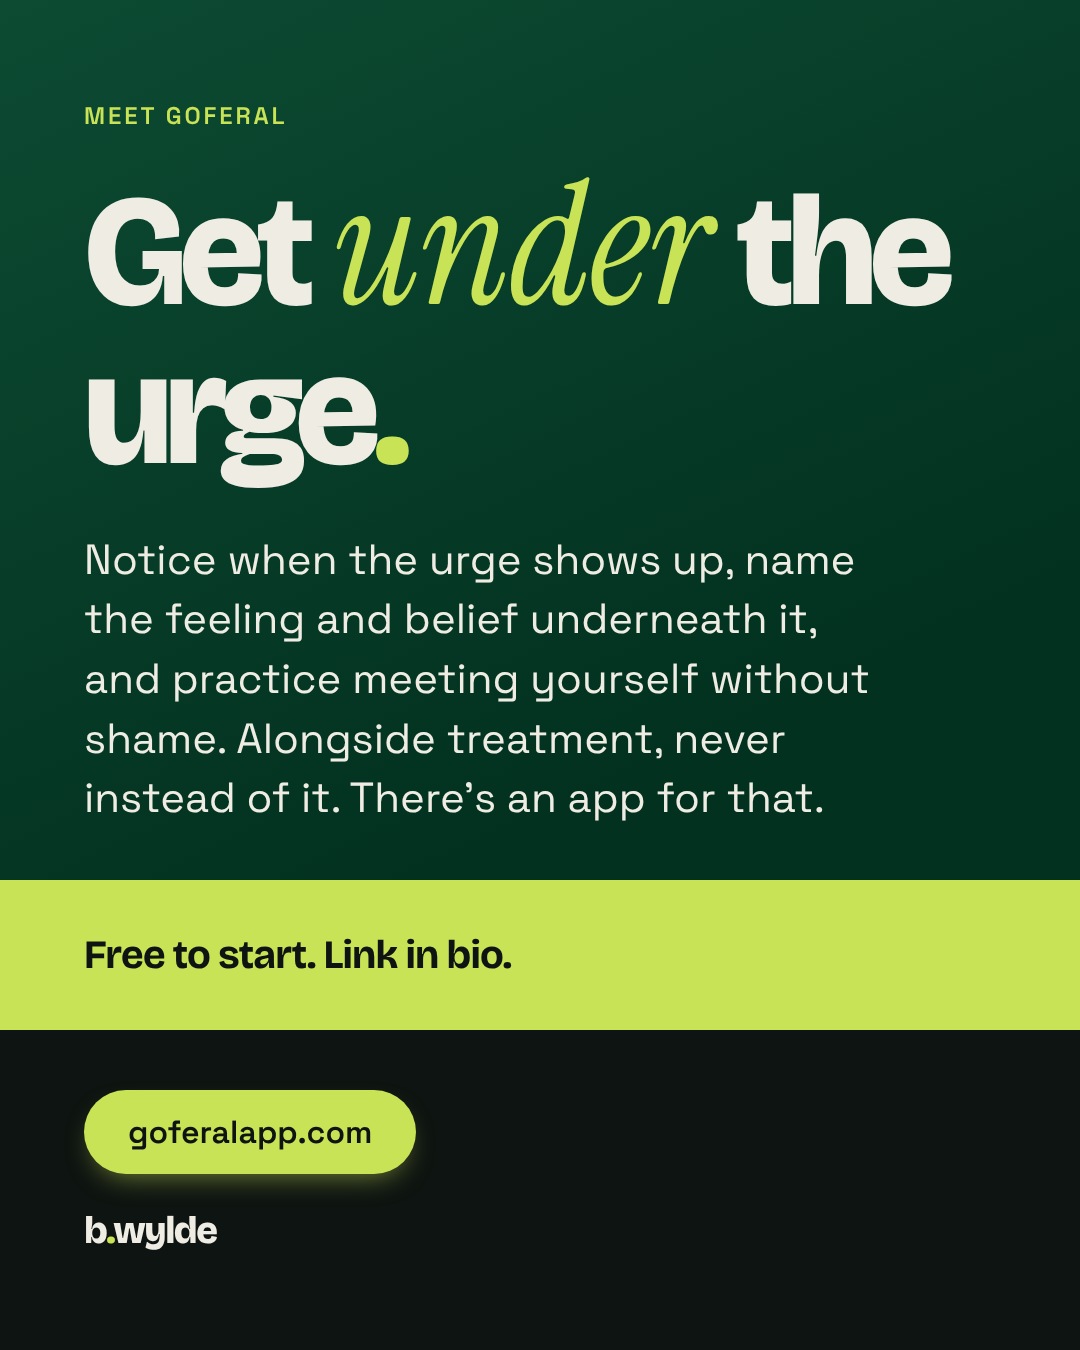 MEET GOFERAL
Get under the
urge.
Notice when the urge shows up, name
the feeling and belief underneath it,
and practice meeting yourself without
shame. Alongside treatment, never
instead of it. There’s an app for that.
Free to start. Link in bio.
goferalapp.com
b.wylde